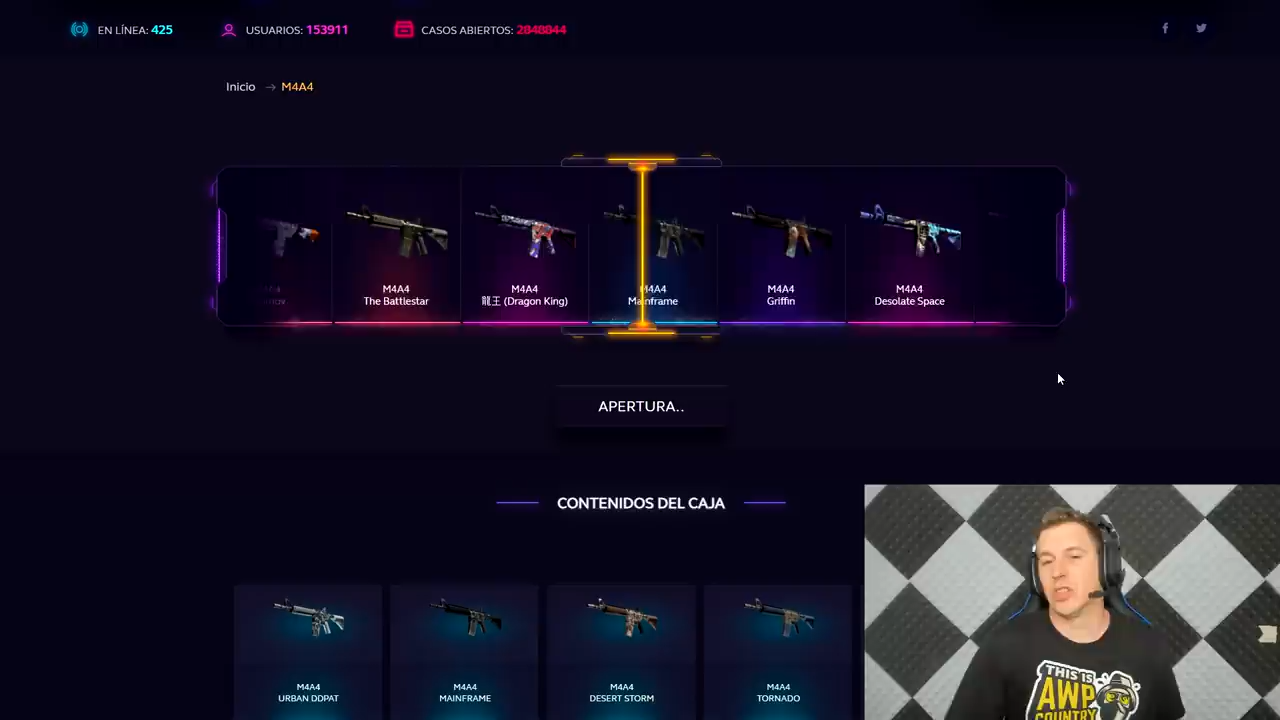 EN LÍNEA: 425
USUARIOS: 153911
CASOS ABIERTOS: 2848844
Inicio → M4A4
M4A4
The Battlestar
M4A4
龍王 (Dragon King)
M4A4
Mainframe
M4A4
Griffin
M4A4
Desolate Space
APERTURA..
CONTENIDOS DEL CAJA
M4A4
URBAN DDPAT
M4A4
MAINFRAME
M4A4
DESERT STORM
M4A4
TORNADO
THIS IS
AWP
COUNTRY